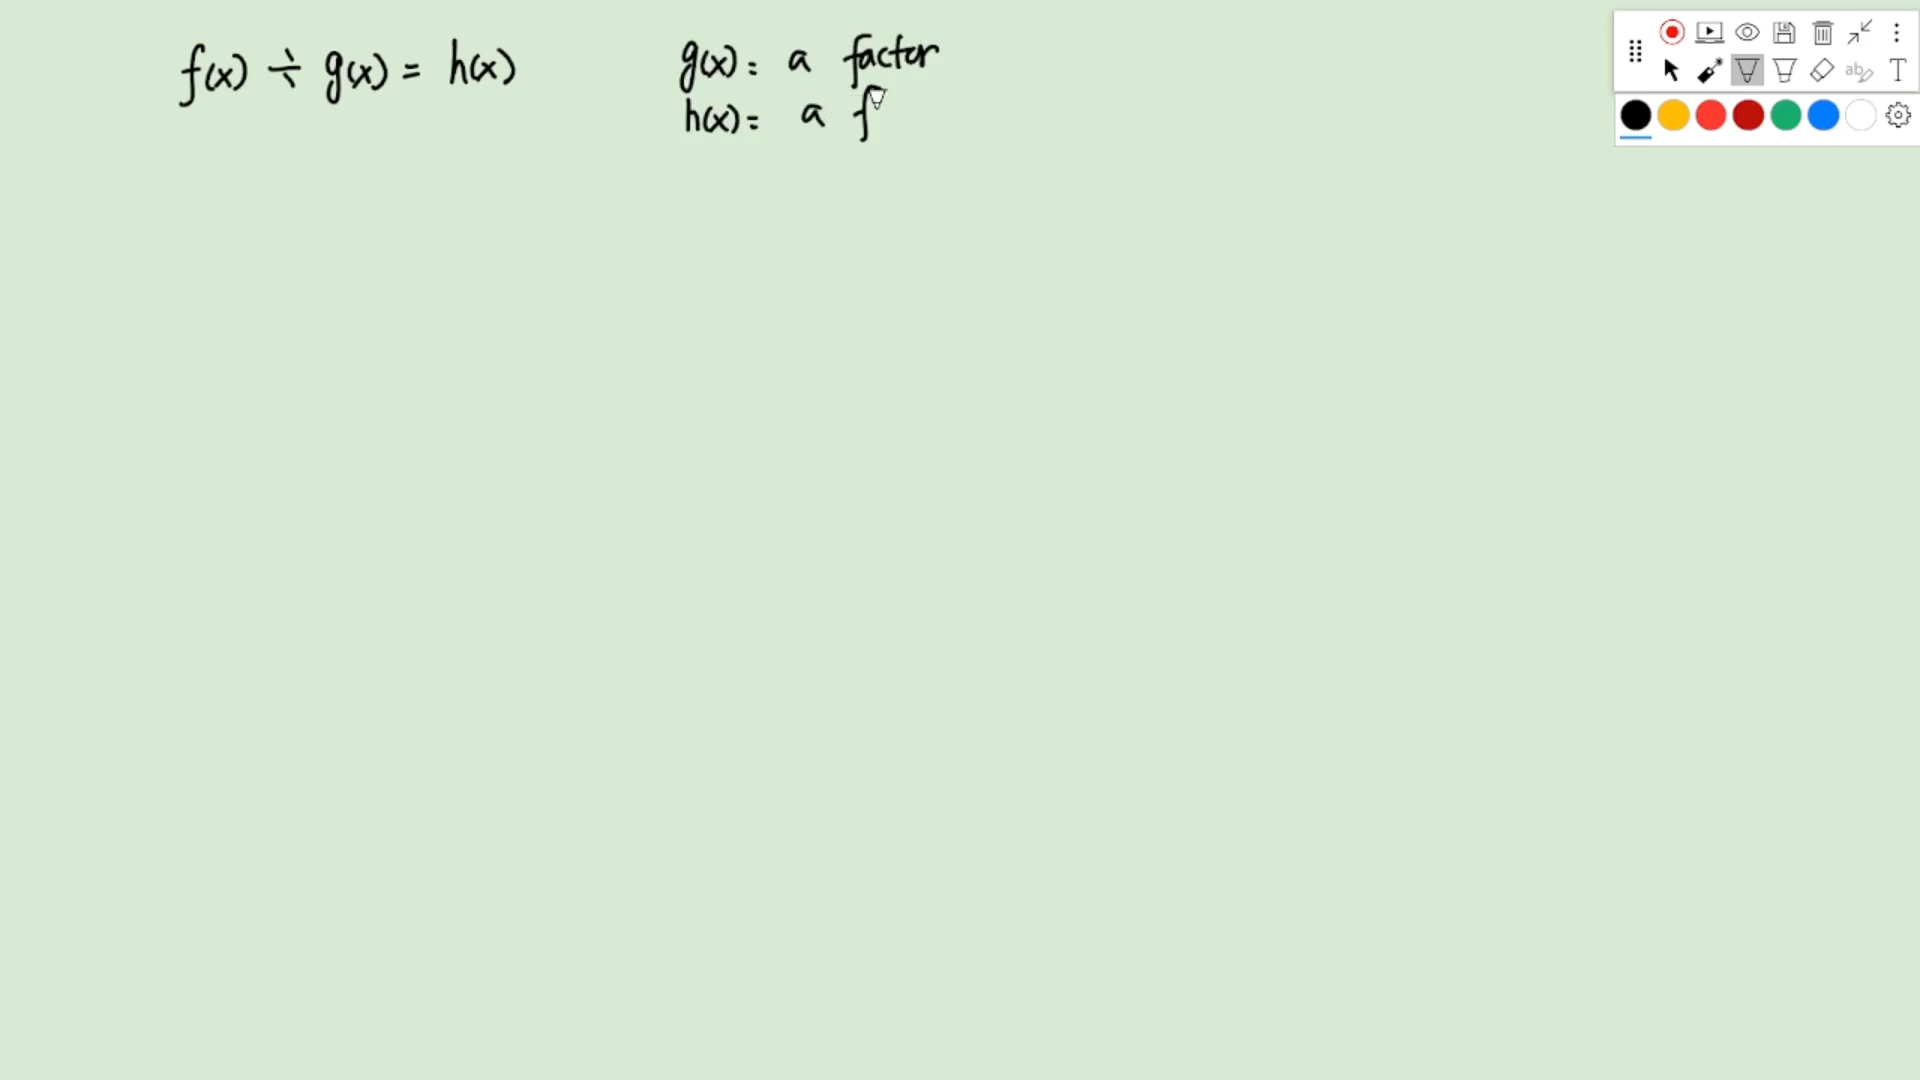 f(x) ÷ g(x) = h(x)
g(x) = a factor
h(x) = a f
T